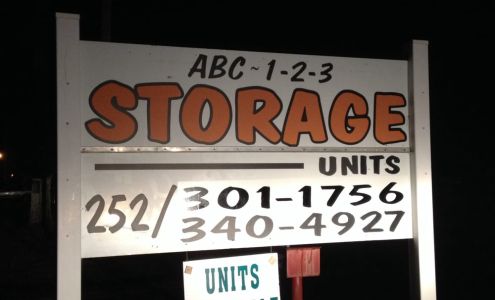 ABC ~ 1-2-3
STORAGE
UNITS
252/ 301-1756
340-4927
UNITS